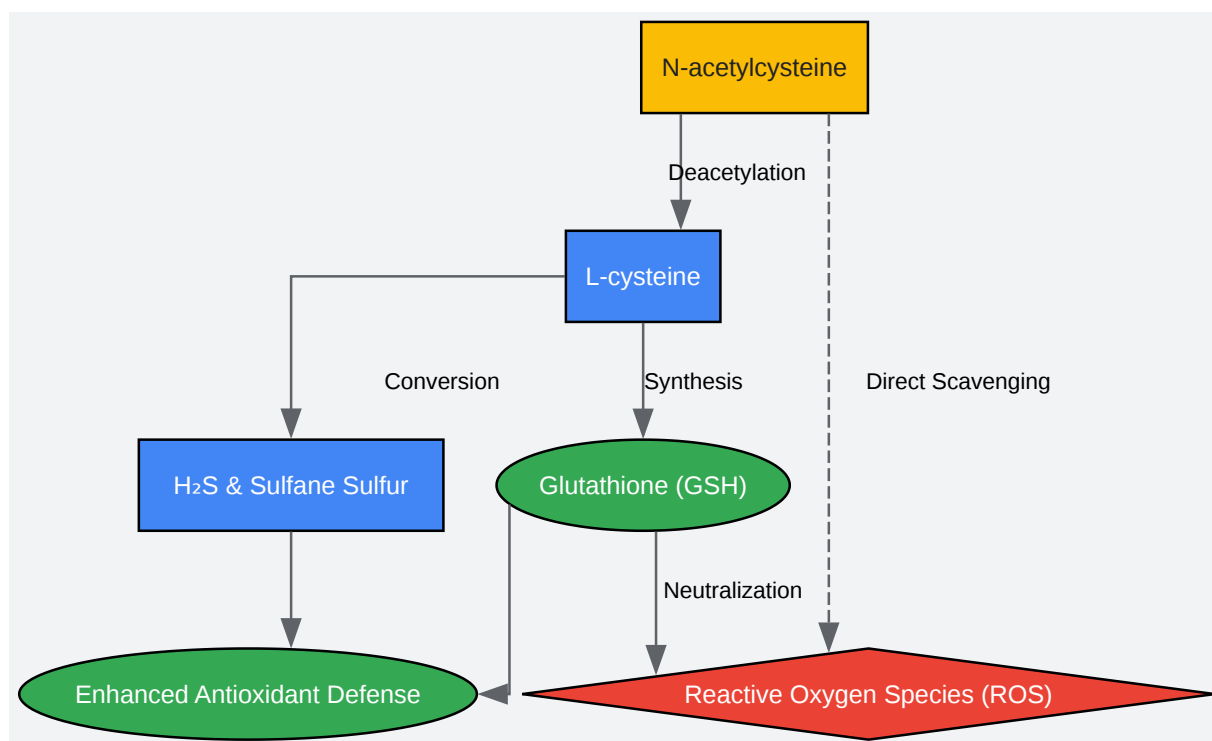 N-acetylcysteine
Deacetylation
L-cysteine
Conversion
Synthesis
Direct Scavenging
H₂S & Sulfane Sulfur
Glutathione (GSH)
Neutralization
Enhanced Antioxidant Defense
Reactive Oxygen Species (ROS)